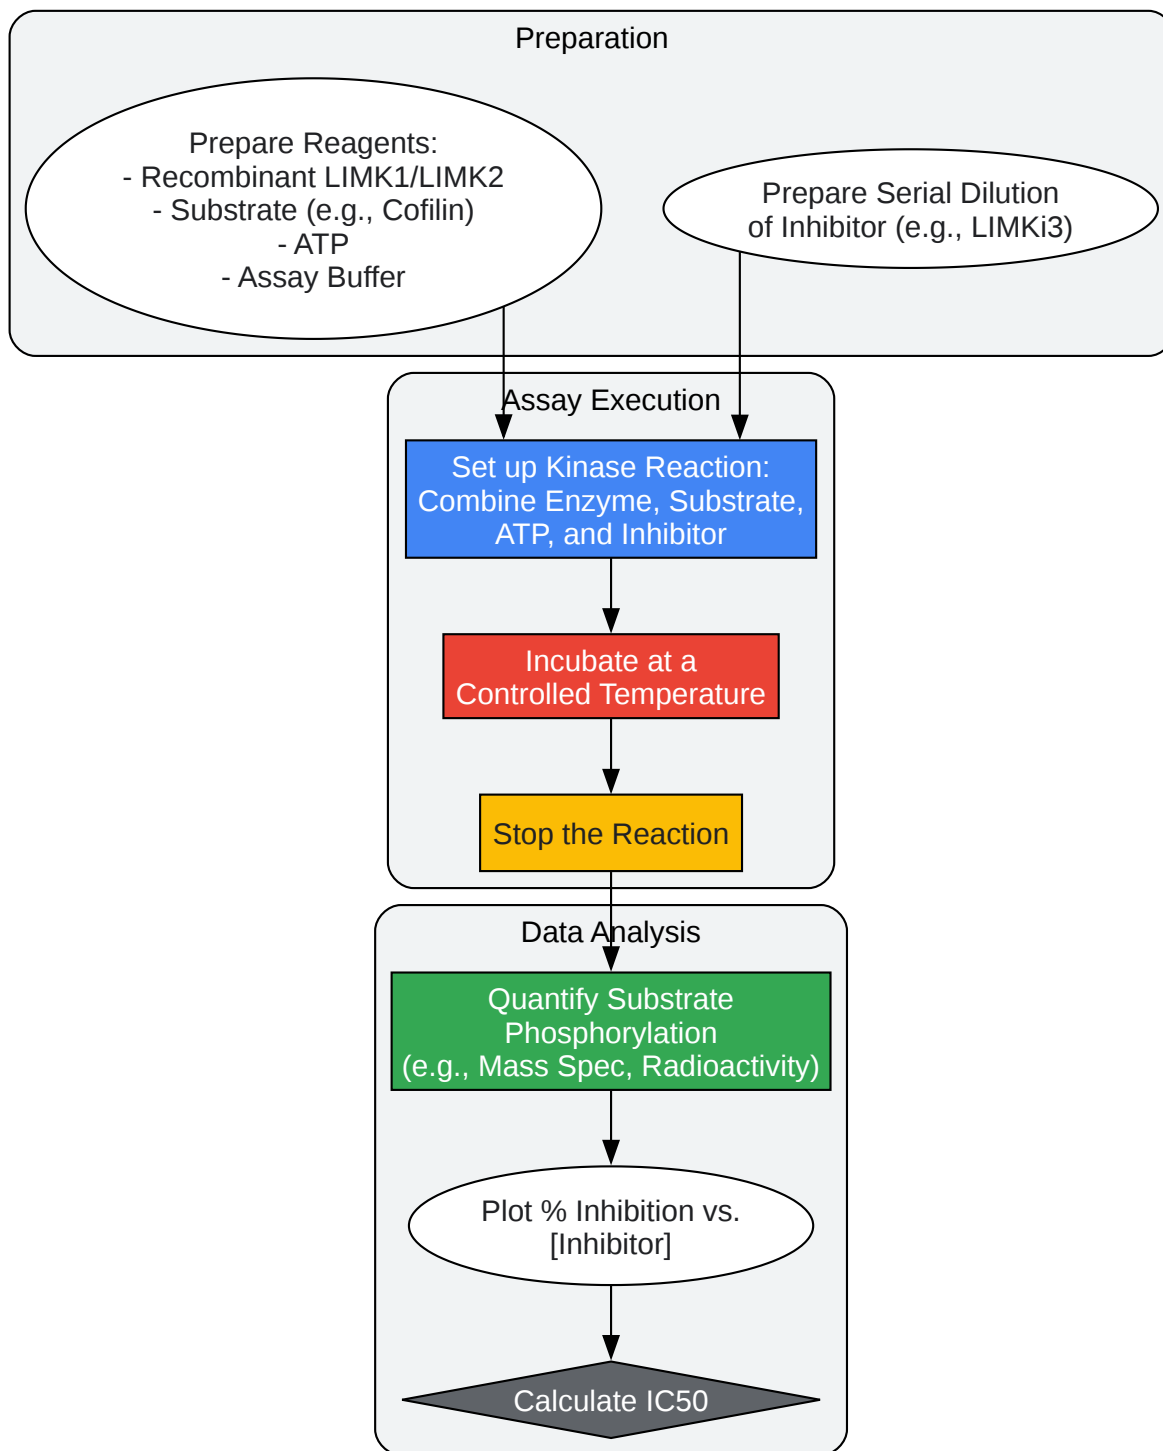 Preparation
Prepare Reagents:
- Recombinant LIMK1/LIMK2
- Substrate (e.g., Cofilin)
- ATP
- Assay Buffer
Prepare Serial Dilution
of Inhibitor (e.g., LIMKi3)
Assay Execution
Set up Kinase Reaction:
Combine Enzyme, Substrate,
ATP, and Inhibitor
Incubate at a
Controlled Temperature
Stop the Reaction
Data Analysis
Quantify Substrate
Phosphorylation
(e.g., Mass Spec, Radioactivity)
Plot % Inhibition vs.
[Inhibitor]
Calculate IC50